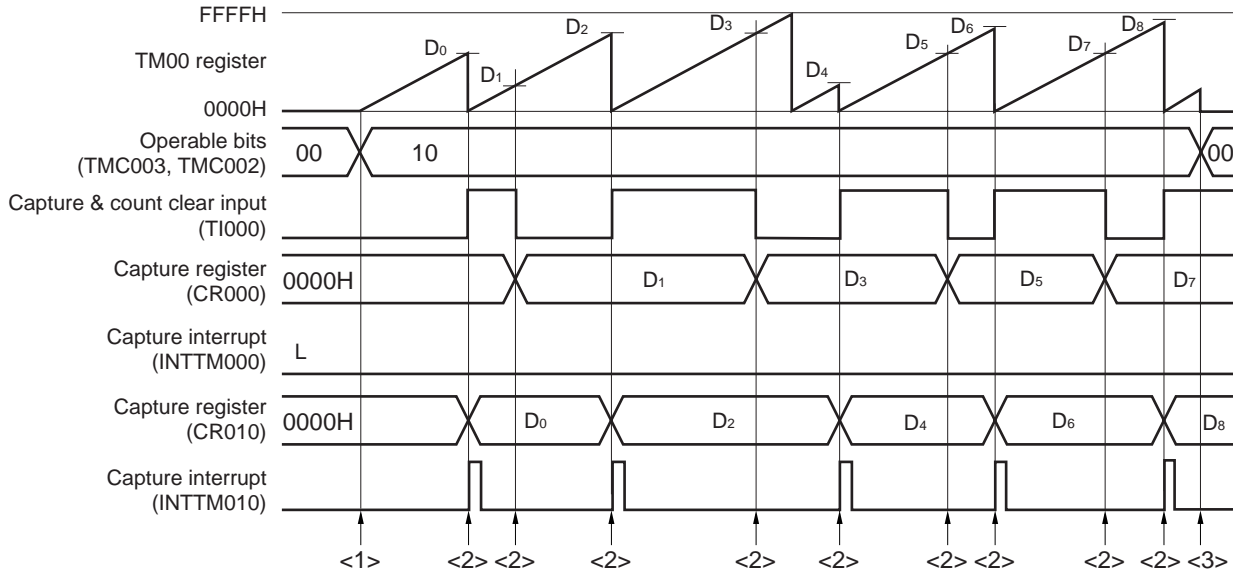 FFFFH
TM00 register
0000H
D0
D1
D2
D3
D4
D5
D6
D7
D8
Operable bits
(TMC003, TMC002)
00
10
00
Capture & count clear input
(TI000)
Capture register
(CR000)
0000H
D1
D3
D5
D7
Capture interrupt
(INTTM000)
L
Capture register
(CR010)
0000H
D0
D2
D4
D6
D8
Capture interrupt
(INTTM010)
<1> <2> <2> <2> <2> <2> <2> <2> <2> <2> <3>